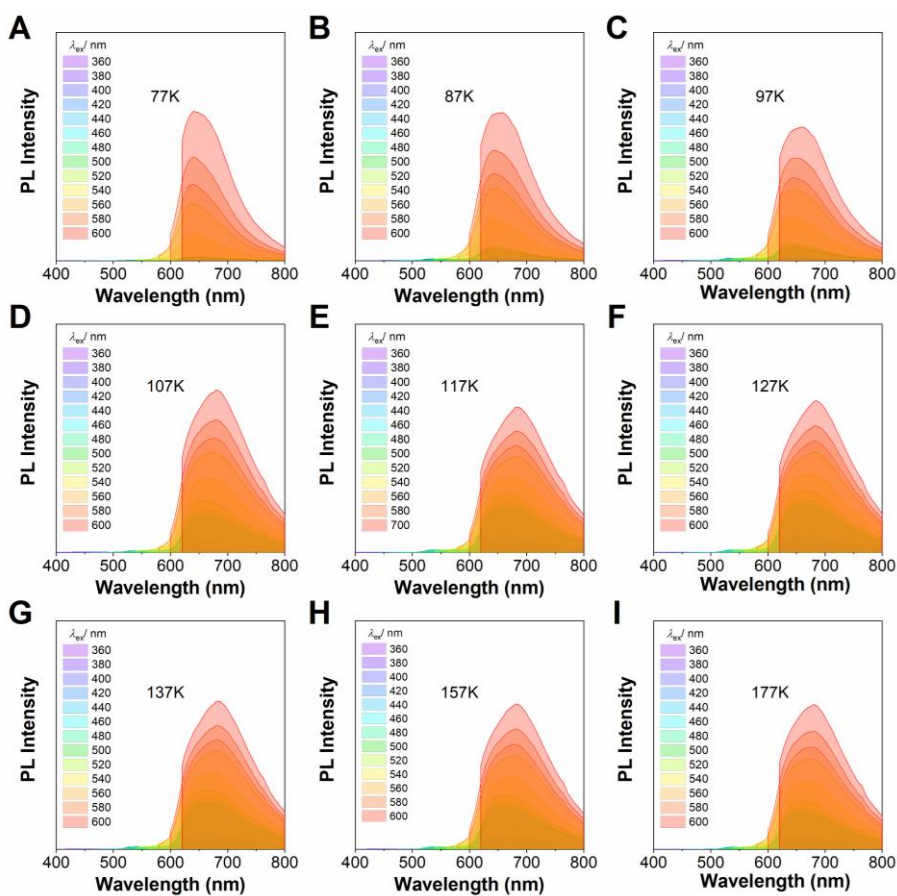 A
B
C
PL Intensity
λex/ nm
360
380
400
420
440
460
480
500
520
540
560
580
600
77K
400 500 600 700 800
Wavelength (nm)
PL Intensity
λex/ nm
360
380
400
420
440
460
480
500
520
540
560
580
600
87K
400 500 600 700 800
Wavelength (nm)
PL Intensity
λex/ nm
360
380
400
420
440
460
480
500
520
540
560
580
600
97K
400 500 600 700 800
Wavelength (nm)
D
E
F
PL Intensity
λex/ nm
360
380
400
420
440
460
480
500
520
540
560
580
600
107K
400 500 600 700 800
Wavelength (nm)
PL Intensity
λex/ nm
360
380
400
420
440
460
480
500
520
540
560
580
700
117K
400 500 600 700 800
Wavelength (nm)
PL Intensity
λex/ nm
360
380
400
420
440
460
480
500
520
540
560
580
600
127K
400 500 600 700 800
Wavelength (nm)
G
H
I
PL Intensity
λex/ nm
360
380
400
420
440
460
480
500
520
540
560
580
600
137K
400 500 600 700 800
Wavelength (nm)
PL Intensity
λex/ nm
360
380
400
420
440
460
480
500
520
540
560
580
600
157K
400 500 600 700 800
Wavelength (nm)
PL Intensity
λex/ nm
360
380
400
420
440
460
480
500
520
540
560
580
600
177K
400 500 600 700 800
Wavelength (nm)